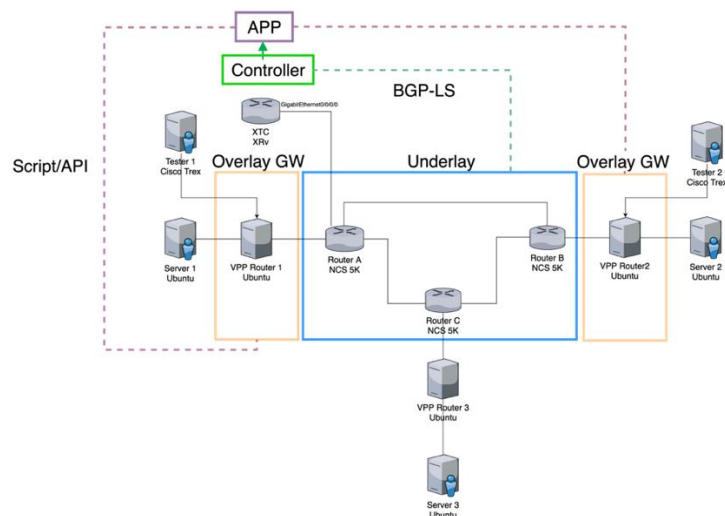 APP
Controller
BGP-LS
GigabitEthernet0/0/0/0
XTC
XRv
Script/API
Tester 1
Cisco Trex
Overlay GW
Underlay
Overlay GW
Tester 2
Cisco Trex
Server 1
Ubuntu
VPP Router 1
Ubuntu
Router A
NCS 5K
Router B
NCS 5K
VPP Router2
Ubuntu
Server 2
Ubuntu
Router C
NCS 5K
VPP Router 3
Ubuntu
Server 3
Ubuntu